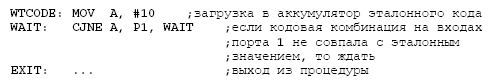 WTCODE: MOV A, #10 ;загрузка в аккумулятор эталонного кода
WAIT: CJNE A, P1, WAIT ;если кодовая комбинация на входах
;порта 1 не совпала с эталонным
;значением, то ждать
EXIT: ... ;выход из процедуры